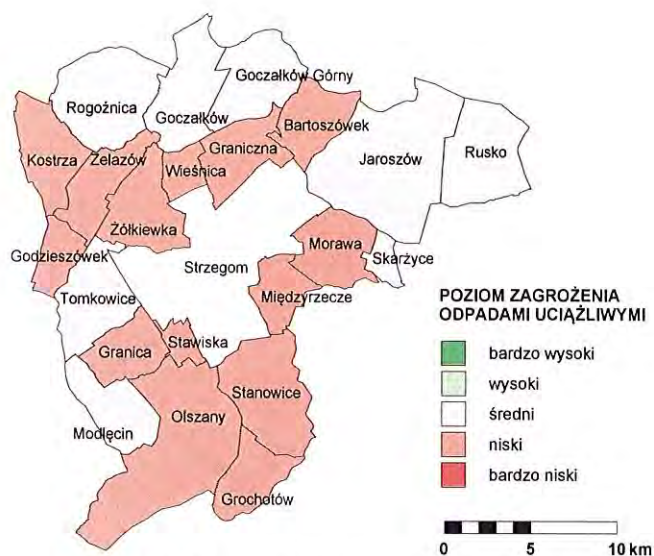 Goczałków Górny
Rogoźnica
Goczałków
Bartoszówek
Graniczna
Kostrza
Żelazów
Wieśnica
Jaroszów
Rusko
Żółkiewka
Morawa
Godzieszówek
Strzegom
Skarżyce
Tomkowice
Międzyrzecze
Stawiska
Granica
Stanowice
Olszany
Modlęcin
Grochotów
POZIOM ZAGROŻENIA
ODPADAMI UCIĄŻLIWYMI
bardzo wysoki
wysoki
średni
niski
bardzo niski
0 5 10 km